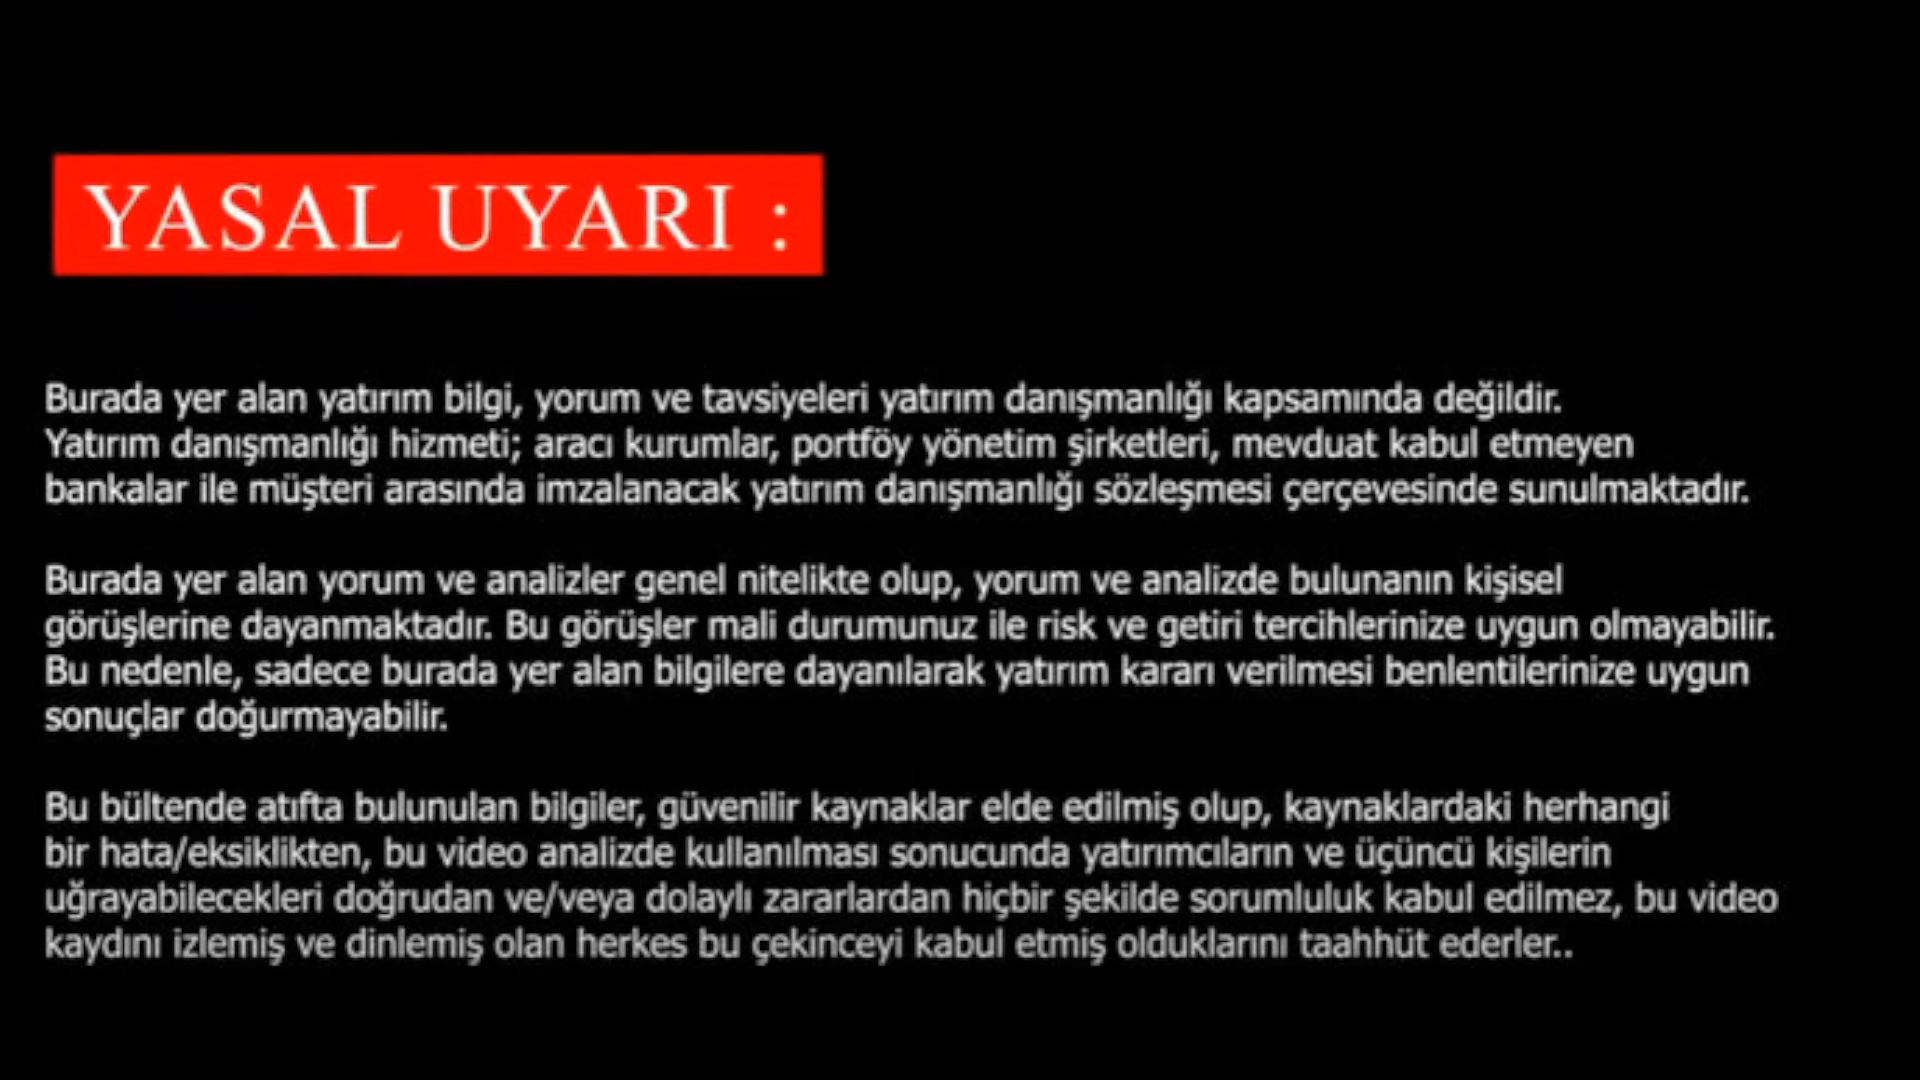 YASAL UYARI :
Burada yer alan yatırım bilgi, yorum ve tavsiyeleri yatırım danışmanlığı kapsamında değildir.
Yatırım danışmanlığı hizmeti; aracı kurumlar, portföy yönetim şirketleri, mevduat kabul etmeyen
bankalar ile müşteri arasında imzalanacak yatırım danışmanlığı sözleşmesi çerçevesinde sunulmaktadır.
Burada yer alan yorum ve analizler genel nitelikte olup, yorum ve analizde bulunanın kişisel
görüşlerine dayanmaktadır. Bu görüşler mali durumunuz ile risk ve getiri tercihlerinize uygun olmayabilir.
Bu nedenle, sadece burada yer alan bilgilere dayanılarak yatırım kararı verilmesi benlentilerinize uygun
sonuçlar doğurmayabilir.
Bu bültende atıfta bulunulan bilgiler, güvenilir kaynaklar elde edilmiş olup, kaynaklardaki herhangi
bir hata/eksiklikten, bu video analizde kullanılması sonucunda yatırımcıların ve üçüncü kişilerin
uğrayabilecekleri doğrudan ve/veya dolaylı zararlardan hiçbir şekilde sorumluluk kabul edilmez, bu video
kaydını izlemiş ve dinlemiş olan herkes bu çekinceyi kabul etmiş olduklarını taahhüt ederler..